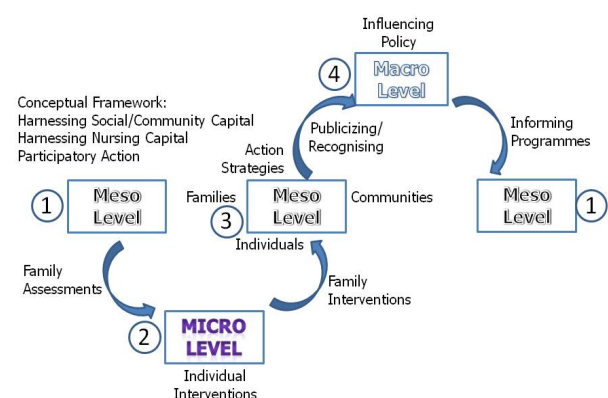 Influencing
Policy
4
Macro
Level
Conceptual Framework:
Harnessing Social/Community Capital
Harnessing Nursing Capital
Participatory Action
Publicizing/
Recognising
Informing
Programmes
Action
Strategies
1
Meso
Level
Families
3
Meso
Level
Communities
Individuals
Meso
Level
1
Family
Assessments
Family
Interventions
2
MICRO
LEVEL
Individual
Interventions